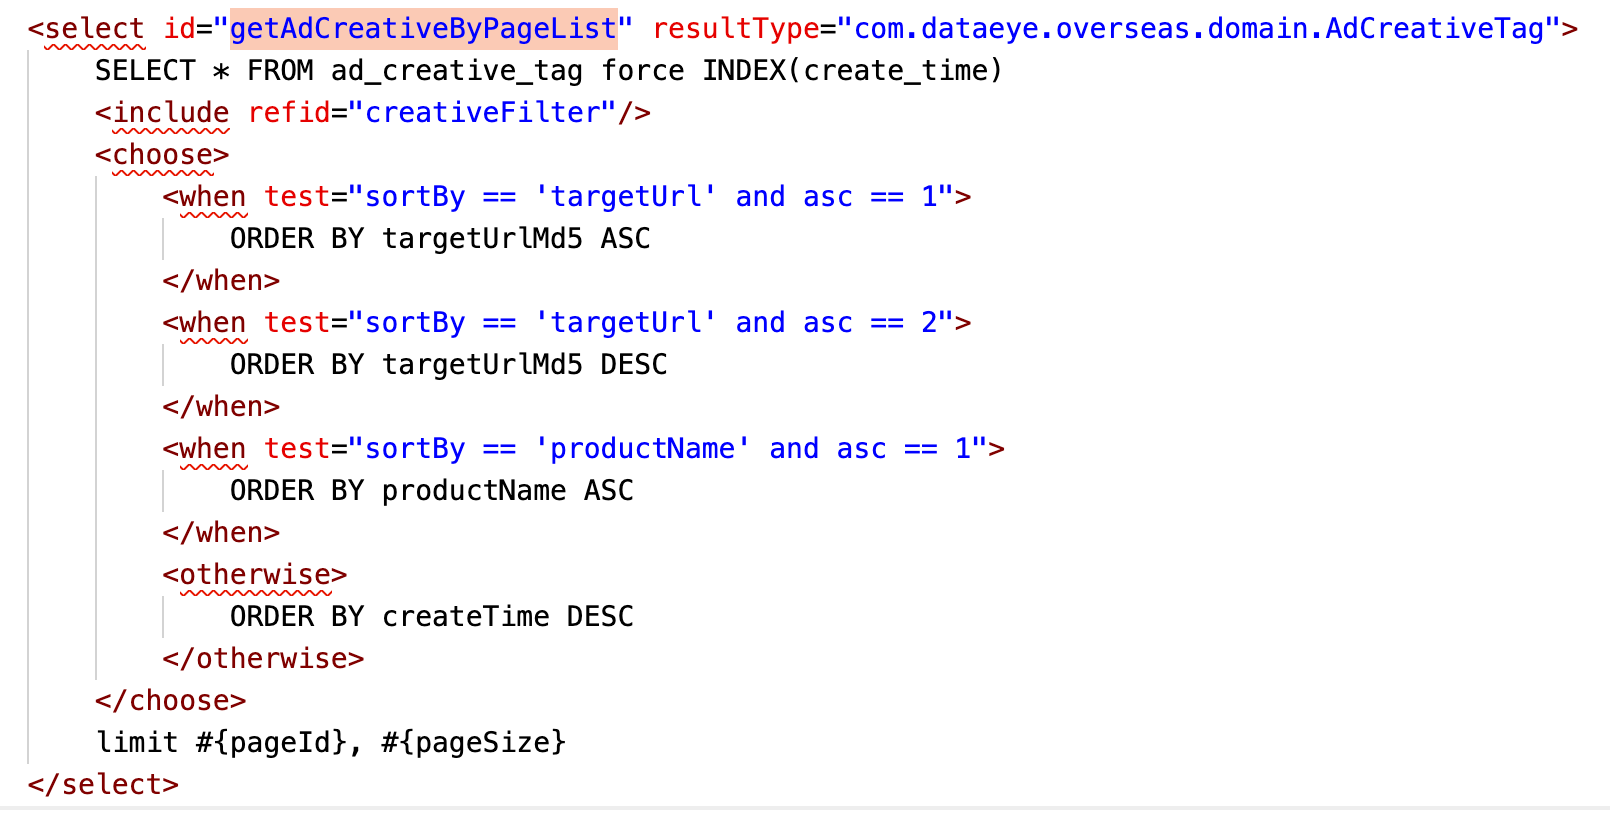 <select id="getAdCreativeByPageList" resultType="com.dataeye.overseas.domain.AdCreativeTag">
SELECT * FROM ad_creative_tag force INDEX(create_time)
<include refid="creativeFilter"/>
<choose>
<when test="sortBy == 'targetUrl' and asc == 1">
ORDER BY targetUrlMd5 ASC
</when>
<when test="sortBy == 'targetUrl' and asc == 2">
ORDER BY targetUrlMd5 DESC
</when>
<when test="sortBy == 'productName' and asc == 1">
ORDER BY productName ASC
</when>
<otherwise>
ORDER BY createTime DESC
</otherwise>
</choose>
limit #{pageId}, #{pageSize}
</select>